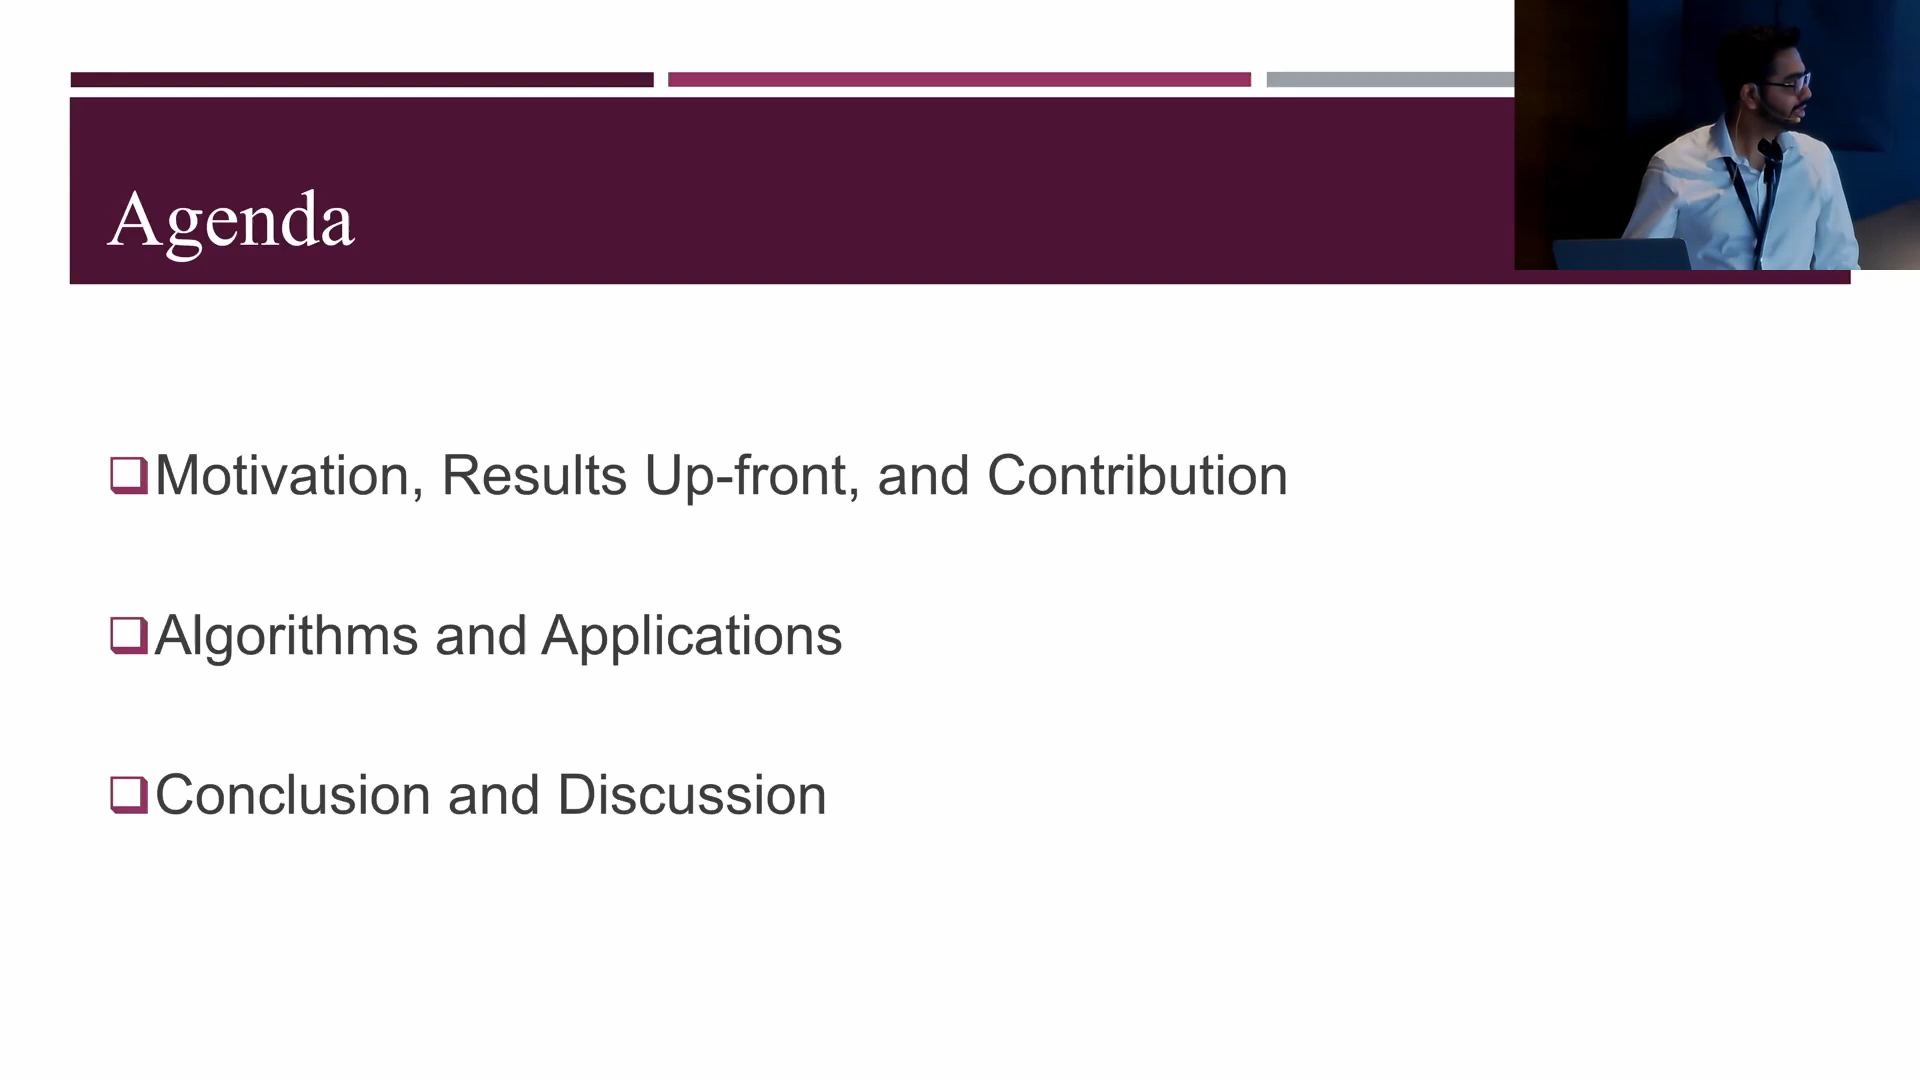 Agenda
Motivation, Results Up-front, and Contribution
Algorithms and Applications
Conclusion and Discussion